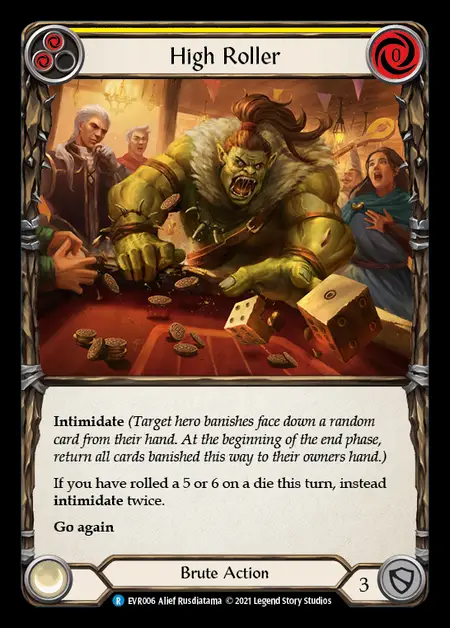 High Roller
0
Intimidate (Target hero banishes face down a random
card from their hand. At the beginning of the end phase,
return all cards banished this way to their owners hand.)
If you have rolled a 5 or 6 on a die this turn, instead
intimidate twice.
Go again
Brute Action
3
R EVR006 Alief Rusdiatama © 2021 Legend Story Studios